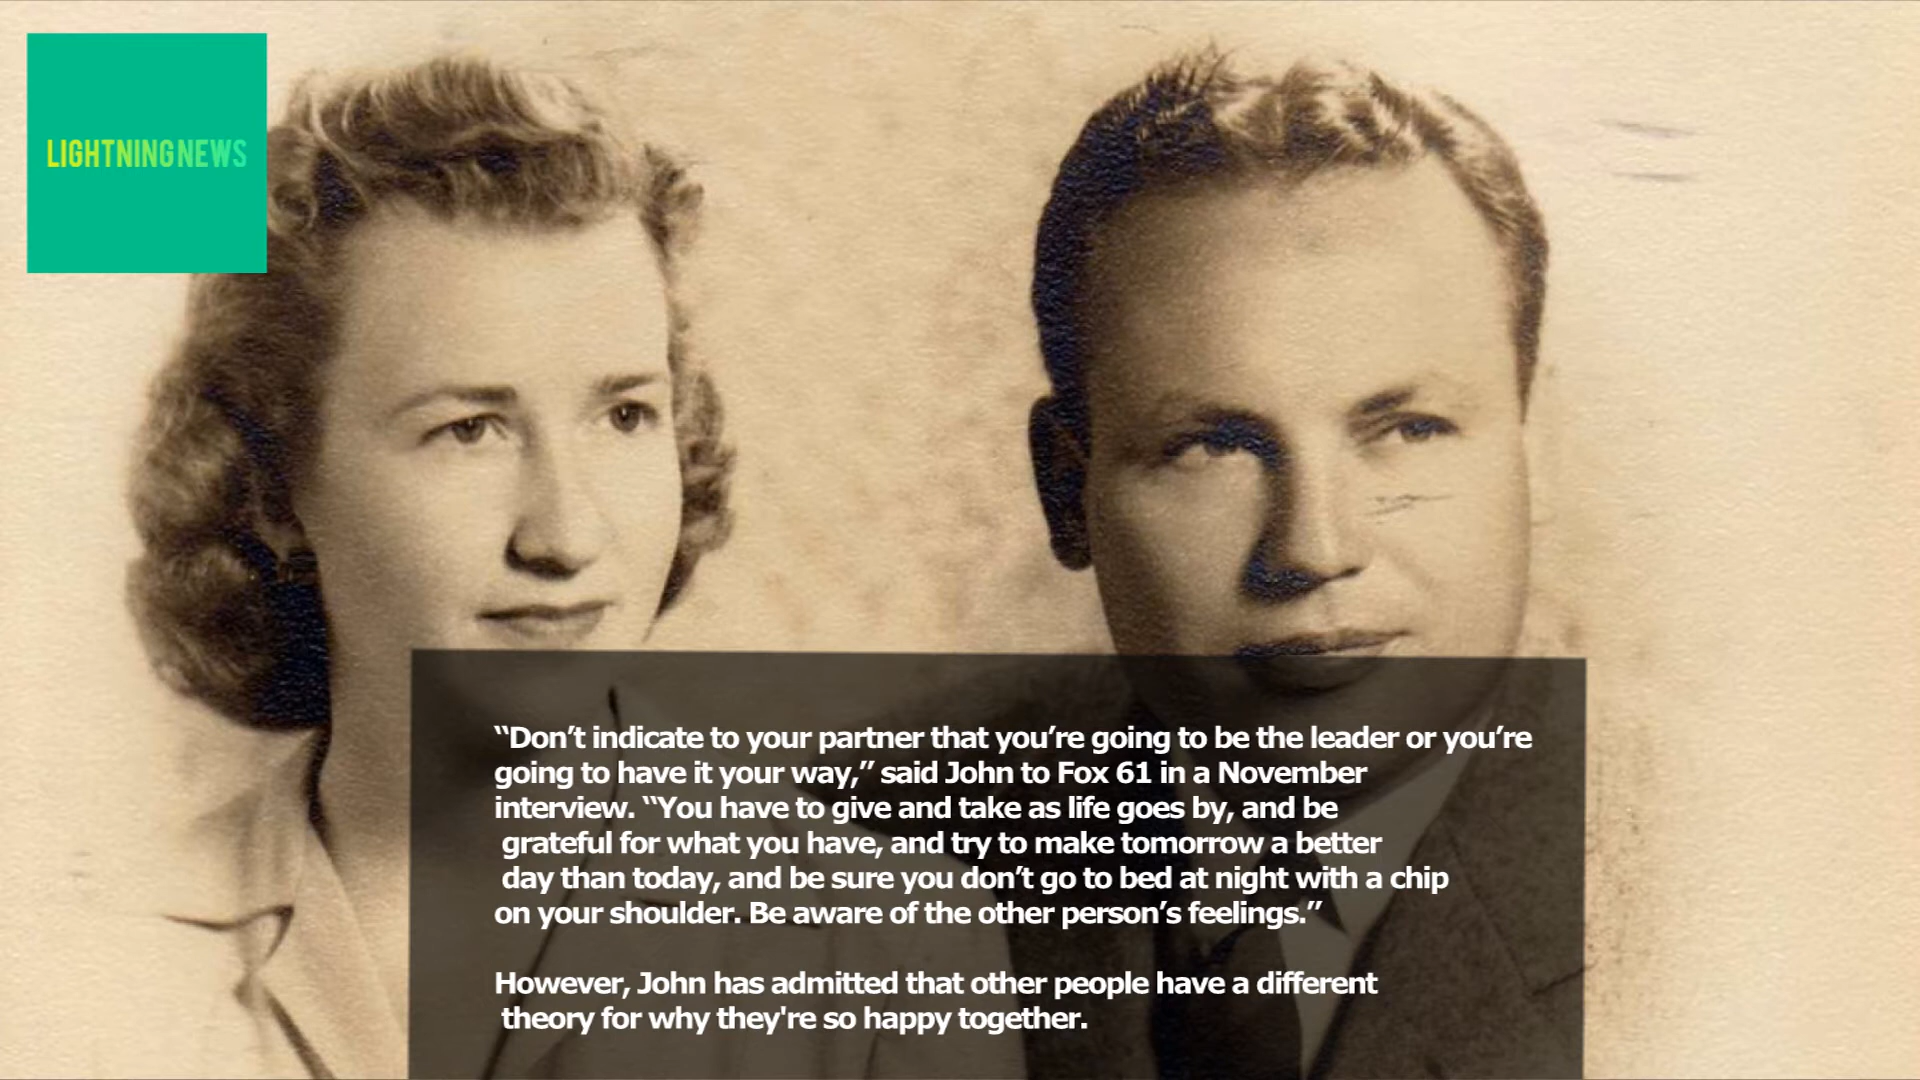 LIGHTNINGNEWS
“Don’t indicate to your partner that you’re going to be the leader or you’re
going to have it your way,” said John to Fox 61 in a November
interview. “You have to give and take as life goes by, and be
grateful for what you have, and try to make tomorrow a better
day than today, and be sure you don’t go to bed at night with a chip
on your shoulder. Be aware of the other person’s feelings.”
However, John has admitted that other people have a different
theory for why they're so happy together.